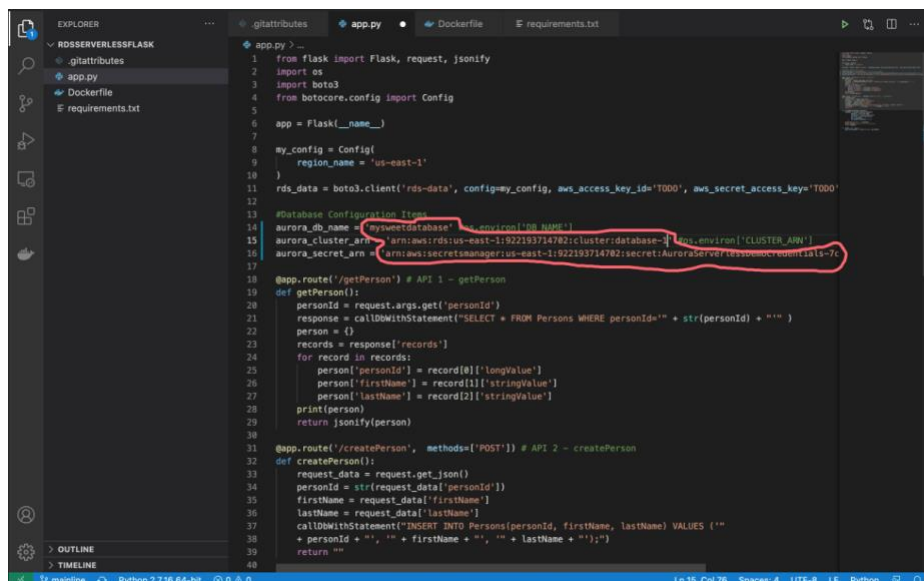 EXPLORER
RDSSERVERLESSFLASK
.gitattributes
app.py
Dockerfile
requirements.txt
OUTLINE
TIMELINE
.gitattributes app.py Dockerfile requirements.txt
app.py > ...
1 from flask import Flask, request, jsonify
2 import os
3 import boto3
4 from botocore.config import Config
5
6 app = Flask(__name__)
7
8 my_config = Config(
9 region_name = 'us-east-1'
10 )
11 rds_data = boto3.client('rds-data', config=my_config, aws_access_key_id='TODO', aws_secret_access_key='TODO'
12
13 #Database Configuration Items
14 aurora_db_name = 'mysweetdatabase' #os.environ['DB_NAME']
15 aurora_cluster_arn = 'arn:aws:rds:us-east-1:922193714702:cluster:database-1' #os.environ['CLUSTER_ARN']
16 aurora_secret_arn = 'arn:aws:secretsmanager:us-east-1:922193714702:secret:AuroraServerlessDemoCredentials-7c
17
18 @app.route('/getPerson') # API 1 - getPerson
19 def getPerson():
20 personId = request.args.get('personId')
21 response = callDbWithStatement("SELECT * FROM Persons WHERE personId='" + str(personId) + "'" )
22 person = {}
23 records = response['records']
24 for record in records:
25 person['personId'] = record[0]['longValue']
26 person['firstName'] = record[1]['stringValue']
27 person['lastName'] = record[2]['stringValue']
28 print(person)
29 return jsonify(person)
30
31 @app.route('/createPerson', methods=['POST']) # API 2 - createPerson
32 def createPerson():
33 request_data = request.get_json()
34 personId = str(request_data['personId'])
35 firstName = request_data['firstName']
36 lastName = request_data['lastName']
37 callDbWithStatement("INSERT INTO Persons(personId, firstName, lastName) VALUES ('"
38 + personId + "', '" + firstName + "', '" + lastName + "');")
39 return ""
40
mainline Python 2.7.16 64-bit 0 0 Ln 15, Col 76 Spaces: 4 UTF-8 LF Python